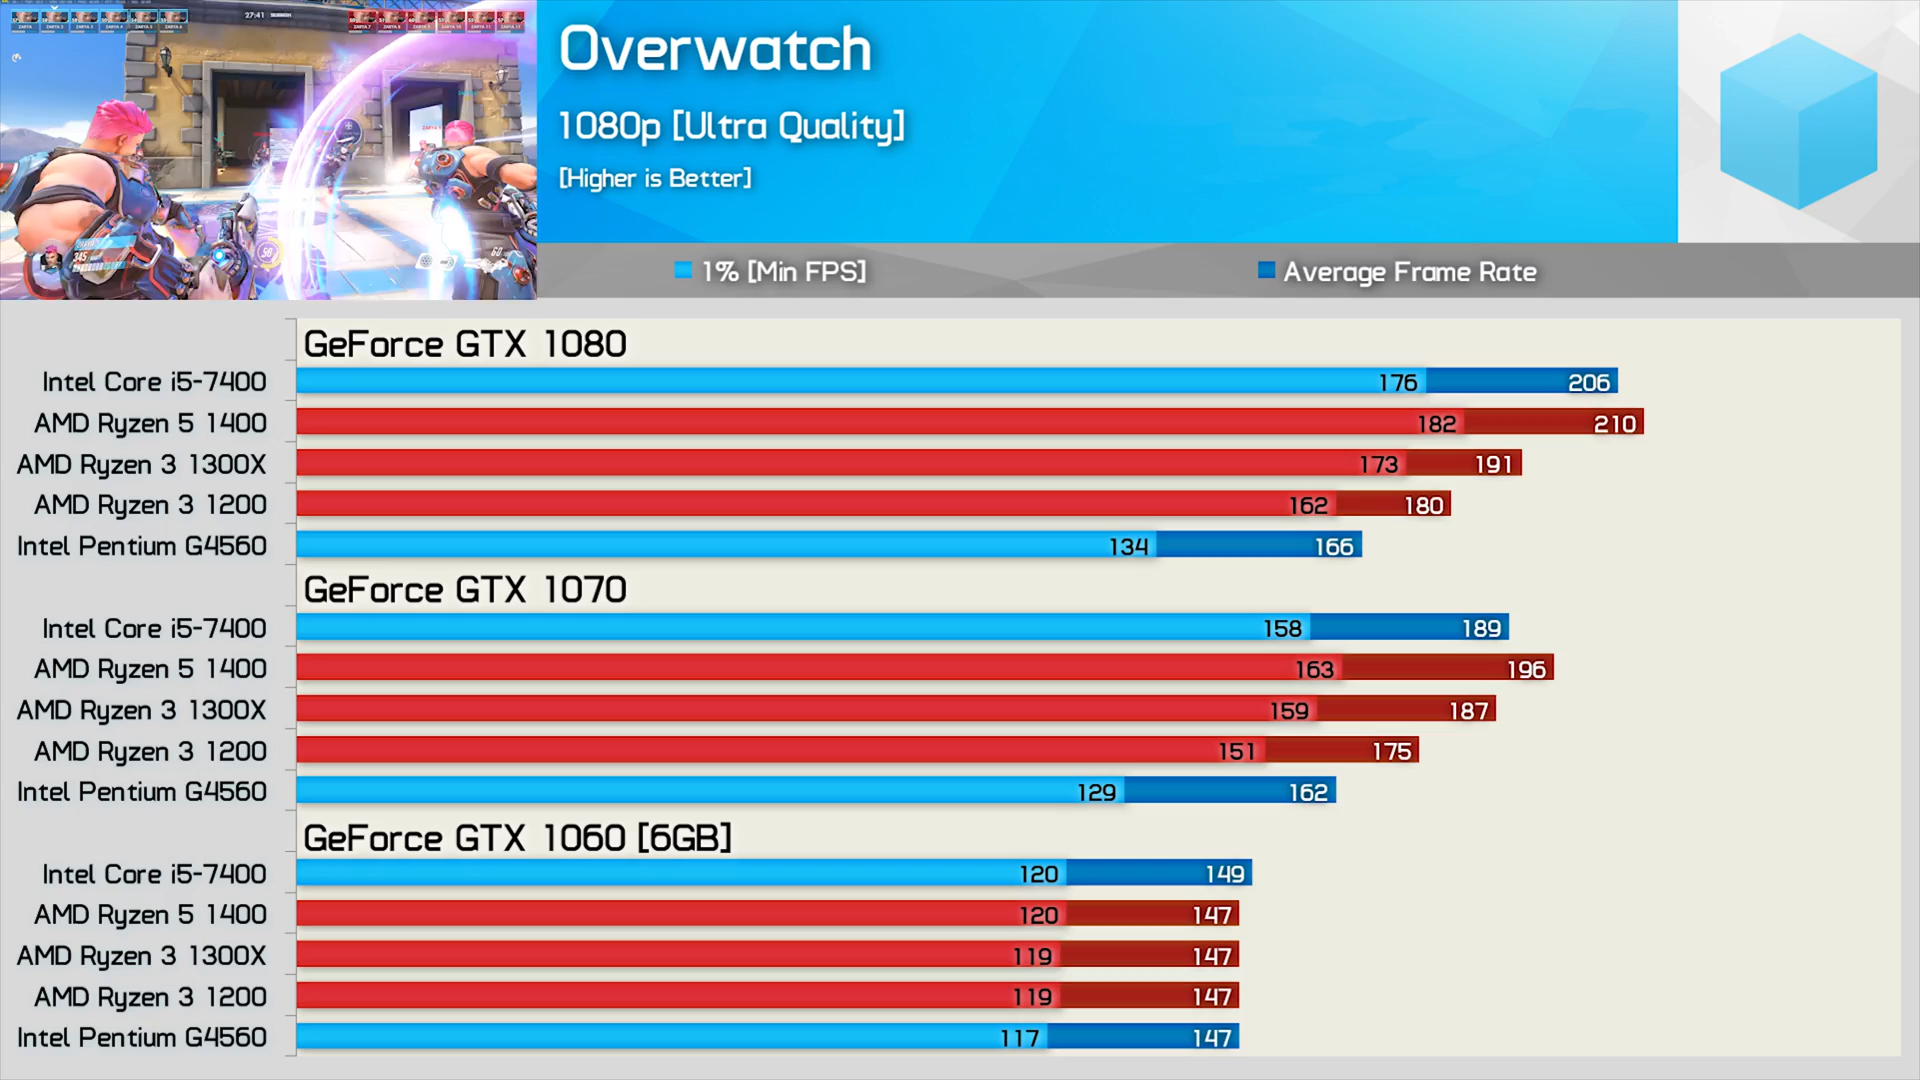 27:41
Overwatch
1080p [Ultra Quality]
[Higher is Better]
1% [Min FPS]
Average Frame Rate
GeForce GTX 1080
Intel Core i5-7400 176 206
AMD Ryzen 5 1400 182 210
AMD Ryzen 3 1300X 173 191
AMD Ryzen 3 1200 162 180
Intel Pentium G4560 134 166
GeForce GTX 1070
Intel Core i5-7400 158 189
AMD Ryzen 5 1400 163 196
AMD Ryzen 3 1300X 159 187
AMD Ryzen 3 1200 151 175
Intel Pentium G4560 129 162
GeForce GTX 1060 [6GB]
Intel Core i5-7400 120 149
AMD Ryzen 5 1400 120 147
AMD Ryzen 3 1300X 119 147
AMD Ryzen 3 1200 119 147
Intel Pentium G4560 117 147